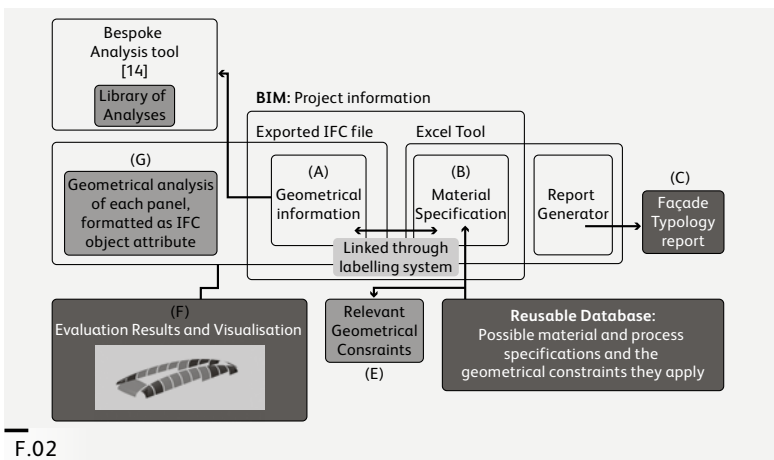 Bespoke
Analysis tool
[14]
Library of
Analyses
BIM: Project information
Exported IFC file
Excel Tool
(G)
Geometrical analysis
of each panel,
formatted as IFC
object attribute
(A)
Geometrical
information
(B)
Material
Specification
Report
Generator
(C)
Façade
Typology
report
Linked through
labelling system
(F)
Evaluation Results and Visualisation
Relevant
Geometrical
Consraints
(E)
Reusable Database:
Possible material and process
specifications and the
geometrical constraints they apply
F.02